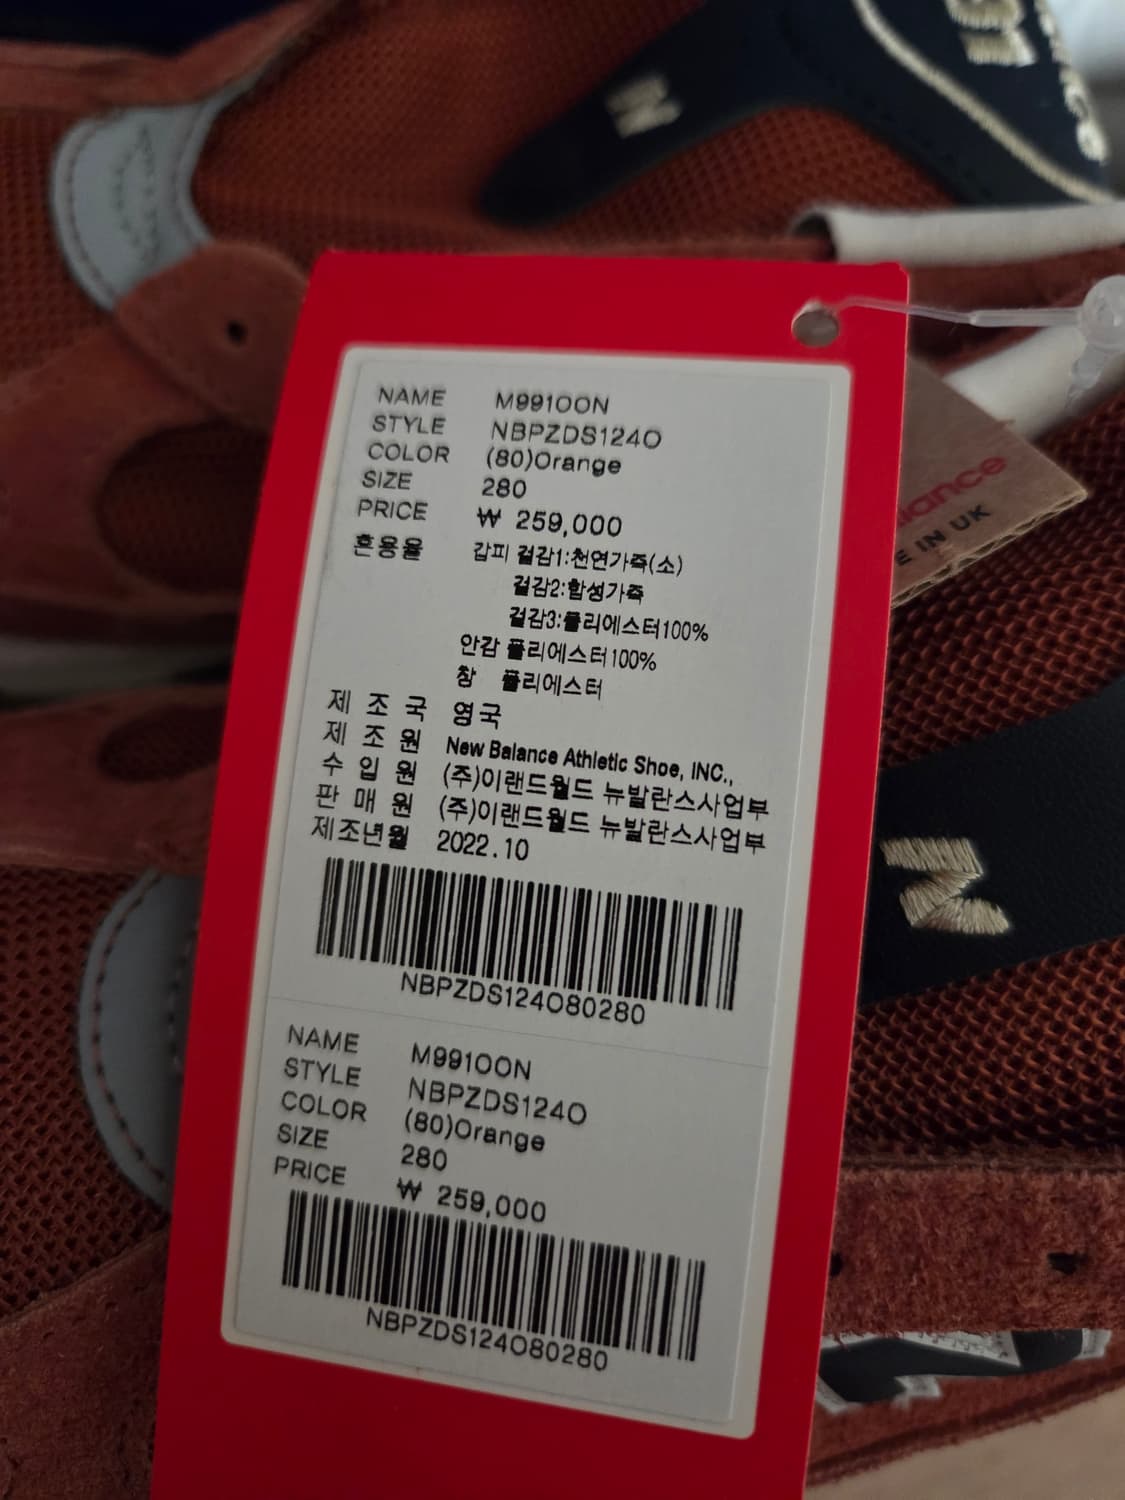 NAME M991OON
STYLE NBPZDS124O
COLOR (80)Orange
SIZE 280
PRICE ₩ 259,000
혼용율 갑피 겉감1:천연가죽(소)
겉감2:합성가죽
겉감3:폴리에스터100%
안감 폴리에스터100%
창 폴리에스터
제 조 국 영국
제 조 원 New Balance Athletic Shoe, INC.,
수 입 원 (주)이랜드월드 뉴발란스사업부
판 매 원 (주)이랜드월드 뉴발란스사업부
제조년월 2022.10
NBPZDS124O80280
NAME M991OON
STYLE NBPZDS124O
COLOR (80)Orange
SIZE 280
PRICE ₩ 259,000
NBPZDS124O80280
lance
E IN UK